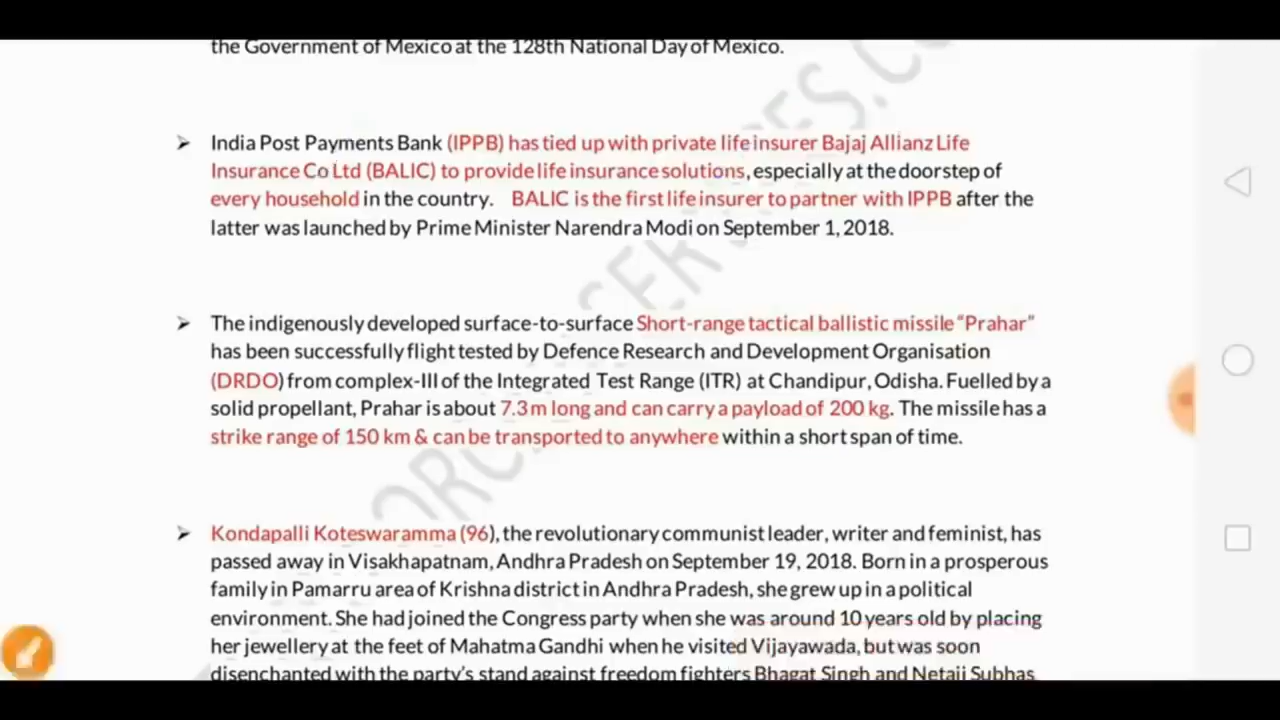 the Government of Mexico at the 128th National Day of Mexico.
➢ India Post Payments Bank (IPPB) has tied up with private life insurer Bajaj Allianz Life
Insurance Co Ltd (BALIC) to provide life insurance solutions, especially at the doorstep of
every household in the country. BALIC is the first life insurer to partner with IPPB after the
latter was launched by Prime Minister Narendra Modi on September 1, 2018.
➢ The indigenously developed surface-to-surface Short-range tactical ballistic missile “Prahar”
has been successfully flight tested by Defence Research and Development Organisation
(DRDO) from complex-III of the Integrated Test Range (ITR) at Chandipur, Odisha. Fuelled by a
solid propellant, Prahar is about 7.3 m long and can carry a payload of 200 kg. The missile has a
strike range of 150 km & can be transported to anywhere within a short span of time.
➢ Kondapalli Koteswaramma (96), the revolutionary communist leader, writer and feminist, has
passed away in Visakhapatnam, Andhra Pradesh on September 19, 2018. Born in a prosperous
family in Pamarru area of Krishna district in Andhra Pradesh, she grew up in a political
environment. She had joined the Congress party when she was around 10 years old by placing
her jewellery at the feet of Mahatma Gandhi when he visited Vijayawada, but was soon
disenchanted with the party's stand against freedom fighters Bhagat Singh and Netaji Subhas